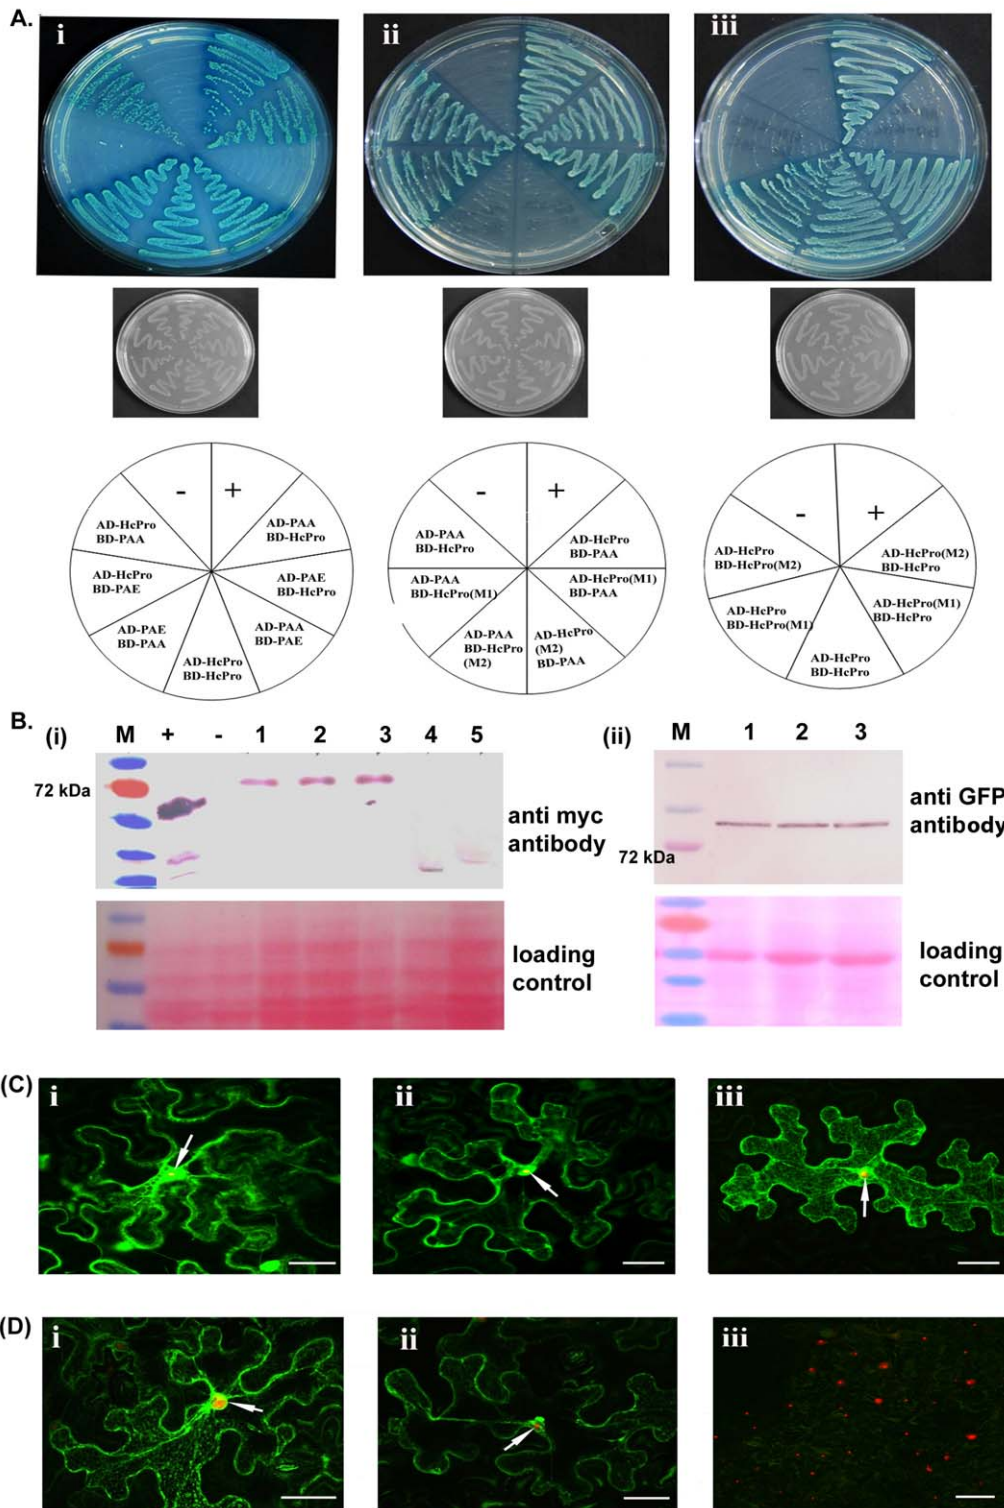 A.
i
ii
iii
-
+
AD-HcPro
BD-PAA
AD-PAA
BD-HcPro
AD-HcPro
BD-PAE
AD-PAE
BD-HcPro
AD-PAE
BD-PAA
AD-PAA
BD-PAE
AD-HcPro
BD-HcPro
-
+
AD-PAA
BD-HcPro
AD-HcPro
BD-PAA
AD-PAA
BD-HcPro(M1)
AD-HcPro(M1)
BD-PAA
AD-PAA
BD-HcPro
(M2)
AD-HcPro
(M2)
BD-PAA
-
+
AD-HcPro
BD-HcPro(M2)
AD-HcPro(M2)
BD-HcPro
AD-HcPro
BD-HcPro(M1)
AD-HcPro(M1)
BD-HcPro
AD-HcPro
BD-HcPro
B.
(i)
M + - 1 2 3 4 5
72 kDa
anti myc
antibody
loading
control
(ii)
M 1 2 3
72 kDa
anti GFP
antibody
loading
control
(C)
i
ii
iii
(D)
i
ii
iii